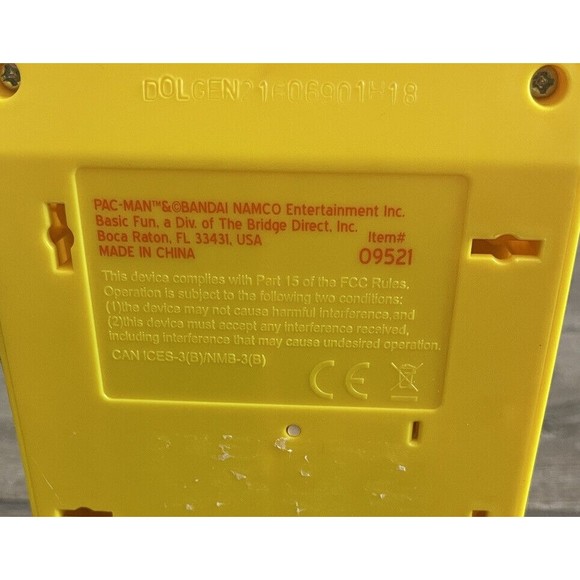 DOLGEN21606901H18
PAC-MAN™&©BANDAI NAMCO Entertainment Inc.
Basic Fun, a Div. of The Bridge Direct, Inc.
Boca Raton, FL 33431, USA
Item#
MADE IN CHINA
09521
This device complies with Part 15 of the FCC Rules.
Operation is subject to the following two conditions:
(1)the device may not cause harmful interference,and
(2)this device must accept any interference received,
including interference that may cause undesired operation.
CAN ICES-3(B)/NMB-3(B)
CE